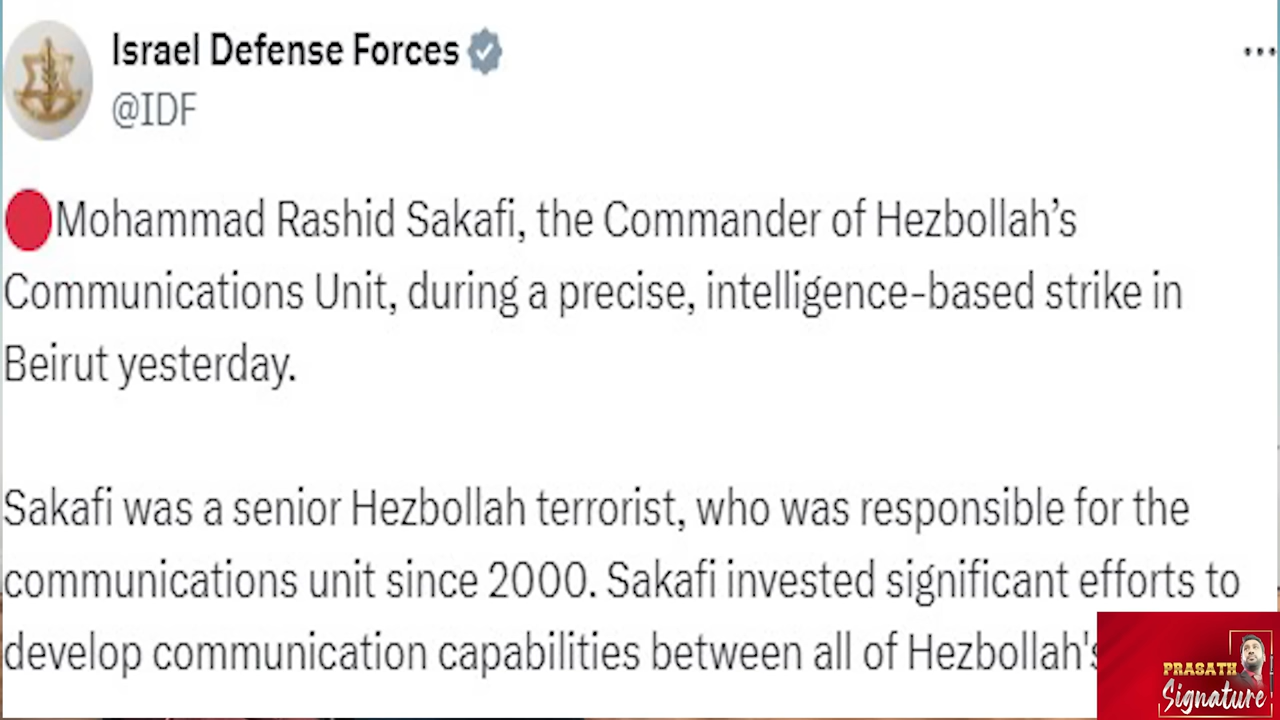 Israel Defense Forces
@IDF
Mohammad Rashid Sakafi, the Commander of Hezbollah’s
Communications Unit, during a precise, intelligence-based strike in
Beirut yesterday.
Sakafi was a senior Hezbollah terrorist, who was responsible for the
communications unit since 2000. Sakafi invested significant efforts to
develop communication capabilities between all of Hezbollah's
PRASATH
Signature